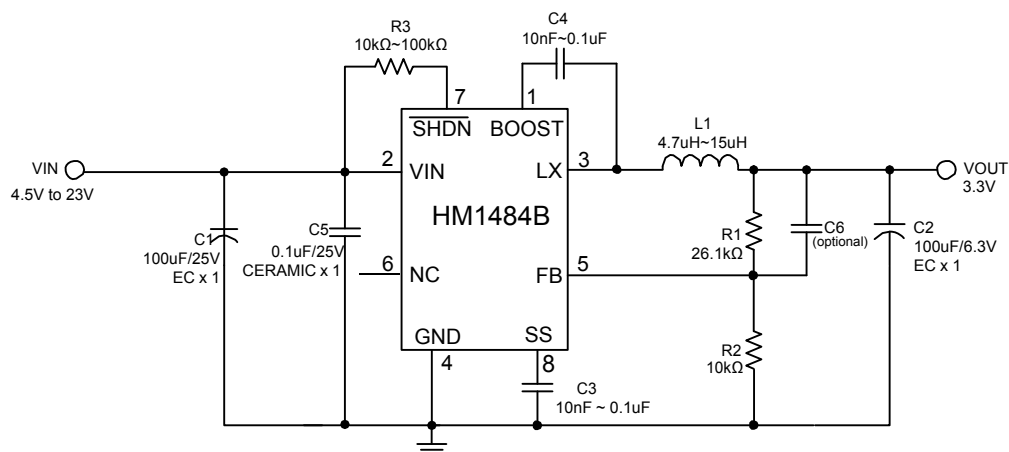 C4
10nF~0.1uF
R3
10kΩ~100kΩ
7
1
SHDN
BOOST
L1
4.7uH~15uH
VIN
4.5V to 23V
2
VIN
LX
3
VOUT
3.3V
HM1484B
C1
100uF/25V
EC x 1
C5
0.1uF/25V
CERAMIC x 1
R1
26.1kΩ
C6
(optional)
C2
100uF/6.3V
EC x 1
6
NC
FB
5
GND
SS
4
8
R2
10kΩ
C3
10nF ~ 0.1uF